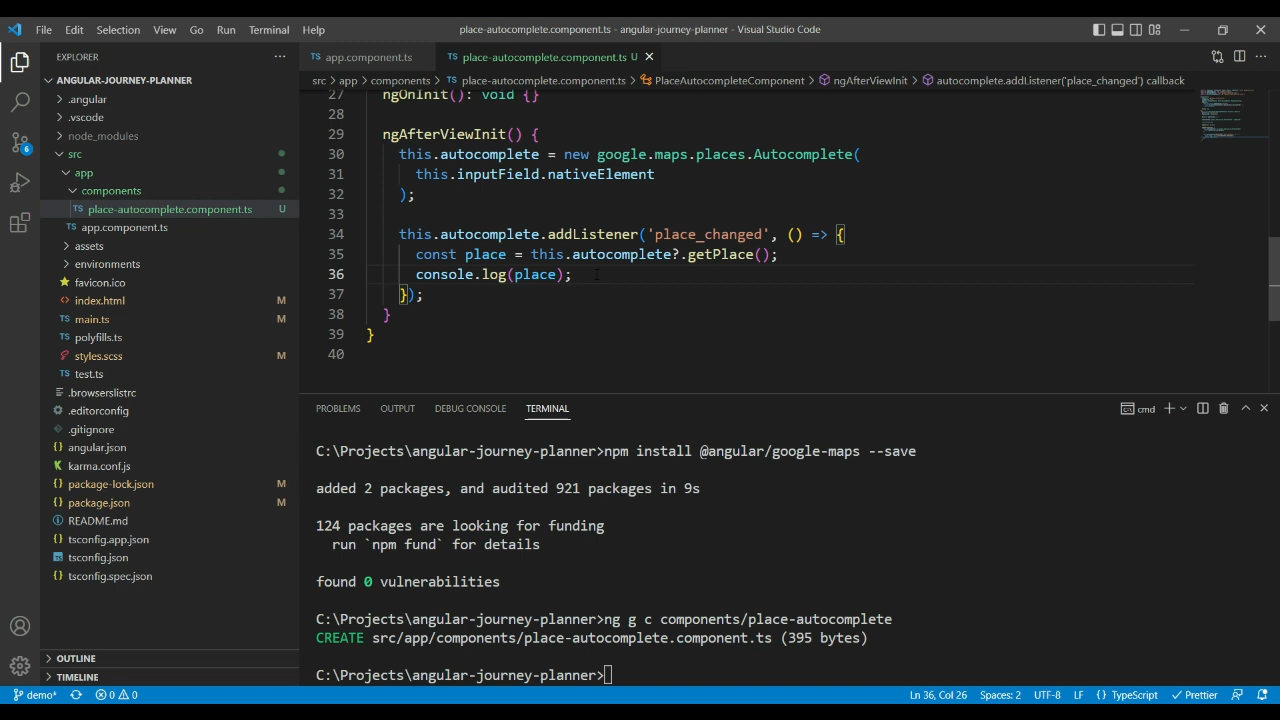 File Edit Selection View Go Run Terminal Help place-autocomplete.component.ts - angular-journey-planner - Visual Studio Code
EXPLORER
ANGULAR-JOURNEY-PLANNER
.angular
.vscode
node_modules
src
app
components
TS place-autocomplete.component.ts U
TS app.component.ts
assets
environments
favicon.ico
<> index.html M
TS main.ts M
TS polyfills.ts
styles.scss M
TS test.ts
.browserslistrc
.editorconfig
.gitignore
{} angular.json
karma.conf.js
{} package-lock.json M
{} package.json M
README.md
{} tsconfig.app.json
tsconfig.json
{} tsconfig.spec.json
OUTLINE
TIMELINE
6
TS app.component.ts TS place-autocomplete.component.ts U
src > app > components > TS place-autocomplete.component.ts > PlaceAutocompleteComponent > ngAfterViewInit > autocomplete.addListener('place_changed') callback
27 ngOnInit(): void {}
28
29 ngAfterViewInit() {
30 this.autocomplete = new google.maps.places.Autocomplete(
31 this.inputField.nativeElement
32 );
33
34 this.autocomplete.addListener('place_changed', () => {
35 const place = this.autocomplete?.getPlace();
36 console.log(place);
37 });
38 }
39 }
40
PROBLEMS OUTPUT DEBUG CONSOLE TERMINAL cmd
C:\Projects\angular-journey-planner>npm install @angular/google-maps --save
added 2 packages, and audited 921 packages in 9s
124 packages are looking for funding
run `npm fund` for details
found 0 vulnerabilities
C:\Projects\angular-journey-planner>ng g c components/place-autocomplete
CREATE src/app/components/place-autocomplete.component.ts (395 bytes)
C:\Projects\angular-journey-planner>
demo* 0 0 Ln 36, Col 26 Spaces: 2 UTF-8 LF {} TypeScript Prettier